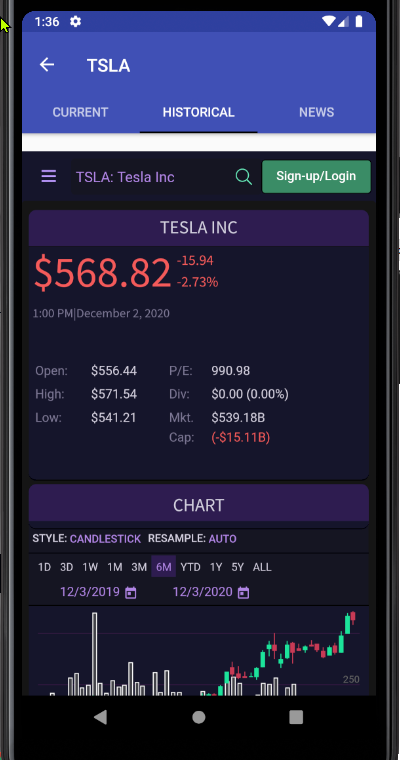 1:36
TSLA
CURRENT HISTORICAL NEWS
TSLA: Tesla Inc Sign-up/Login
TESLA INC
$568.82 -15.94
-2.73%
1:00 PM|December 2, 2020
Open: $556.44 P/E: 990.98
High: $571.54 Div: $0.00 (0.00%)
Low: $541.21 Mkt. $539.18B
Cap: (-$15.11B)
CHART
STYLE: CANDLESTICK RESAMPLE: AUTO
1D 3D 1W 1M 3M 6M YTD 1Y 5Y ALL
12/3/2019 12/3/2020
250